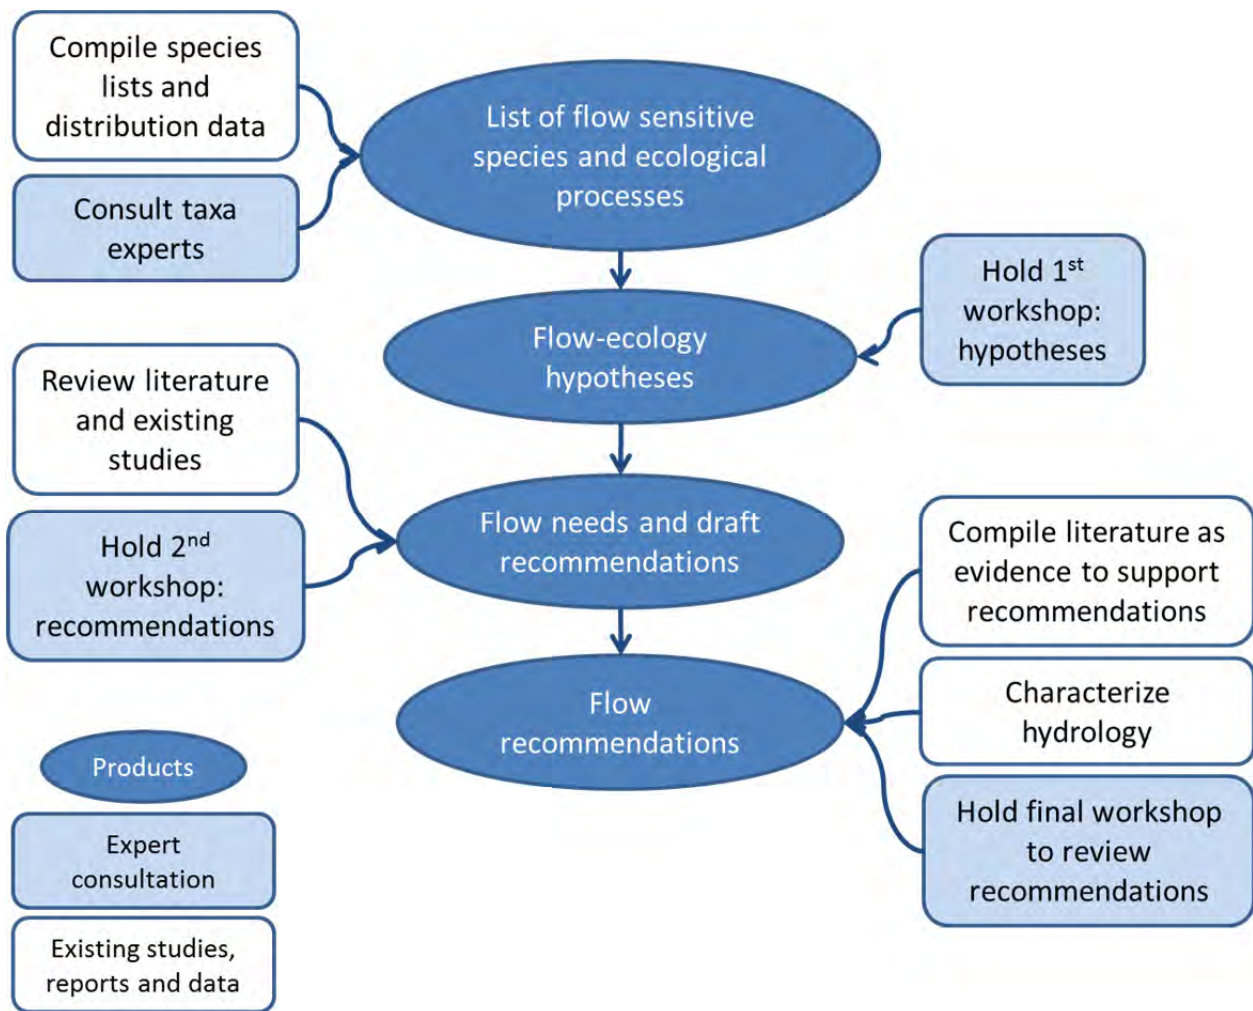 Compile species
lists and
distribution data
Consult taxa
experts
List of flow sensitive
species and ecological
processes
Hold 1st
workshop:
hypotheses
Flow-ecology
hypotheses
Review literature
and existing
studies
Hold 2nd
workshop:
recommendations
Flow needs and draft
recommendations
Compile literature as
evidence to support
recommendations
Characterize
hydrology
Hold final workshop
to review
recommendations
Flow
recommendations
Products
Expert
consultation
Existing studies,
reports and data